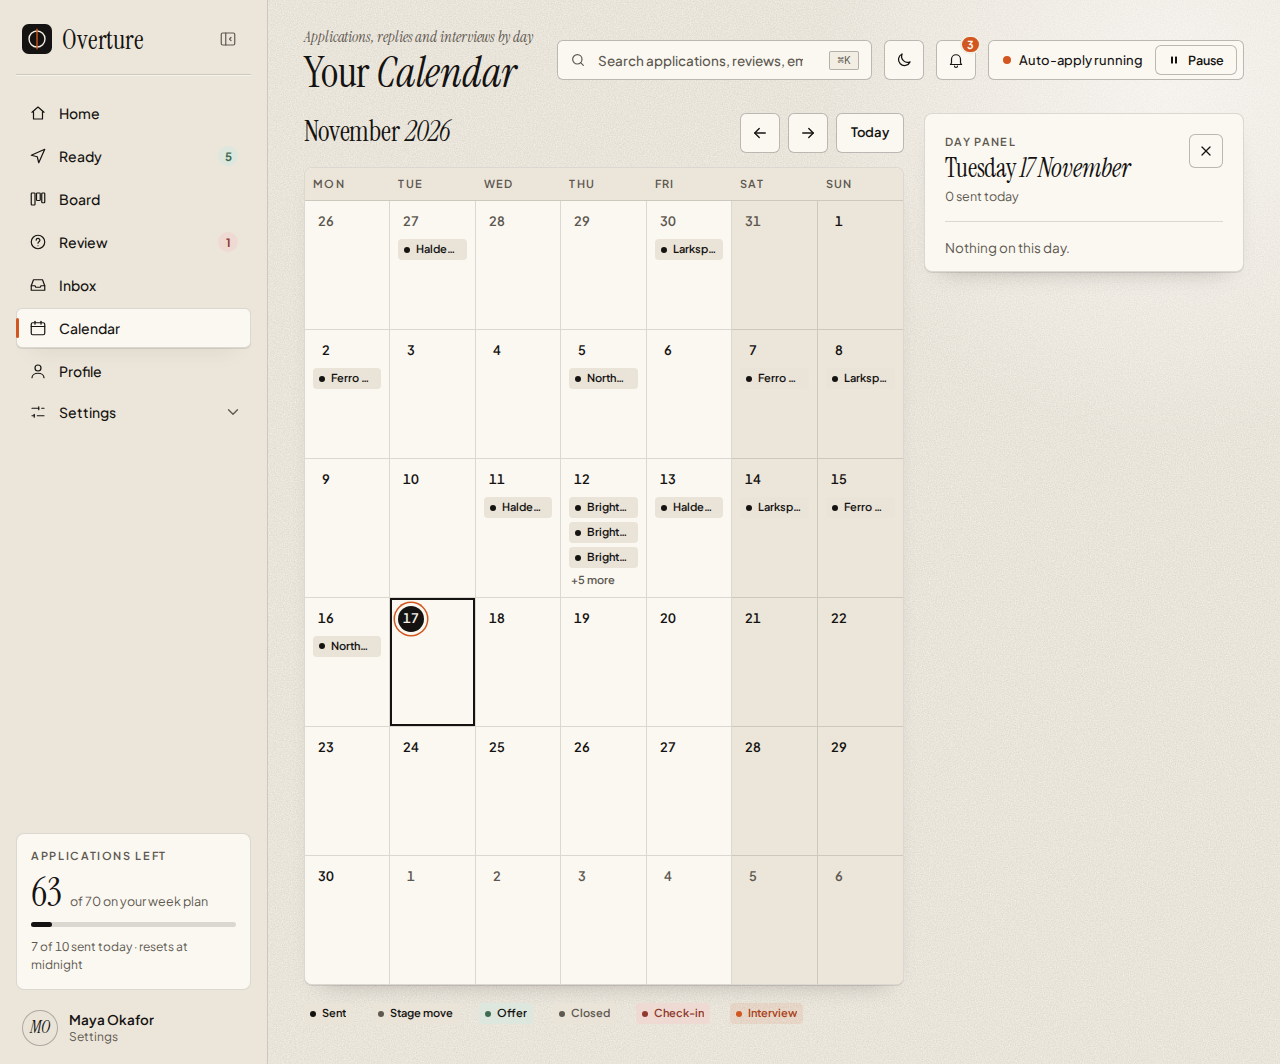 Overture
Home
Ready 5
Board
Review 1
Inbox
Calendar
Profile
Settings
APPLICATIONS LEFT
63 of 70 on your week plan
7 of 10 sent today · resets at
midnight
MO
Maya Okafor
Settings
Applications, replies and interviews by day
Your Calendar
Search applications, reviews, em
⌘K
3
Auto-apply running
Pause
November 2026
Today
MON TUE WED THU FRI SAT SUN
26 27 28 29 30 31 1
Halde… Larksp…
2 3 4 5 6 7 8
Ferro … North… Ferro … Larksp…
9 10 11 12 13 14 15
Halde… Bright… Halde… Larksp… Ferro …
Bright…
Bright…
+5 more
16 17 18 19 20 21 22
North…
23 24 25 26 27 28 29
30 1 2 3 4 5 6
Sent Stage move Offer Closed Check-in Interview
DAY PANEL
Tuesday 17 November
0 sent today
Nothing on this day.